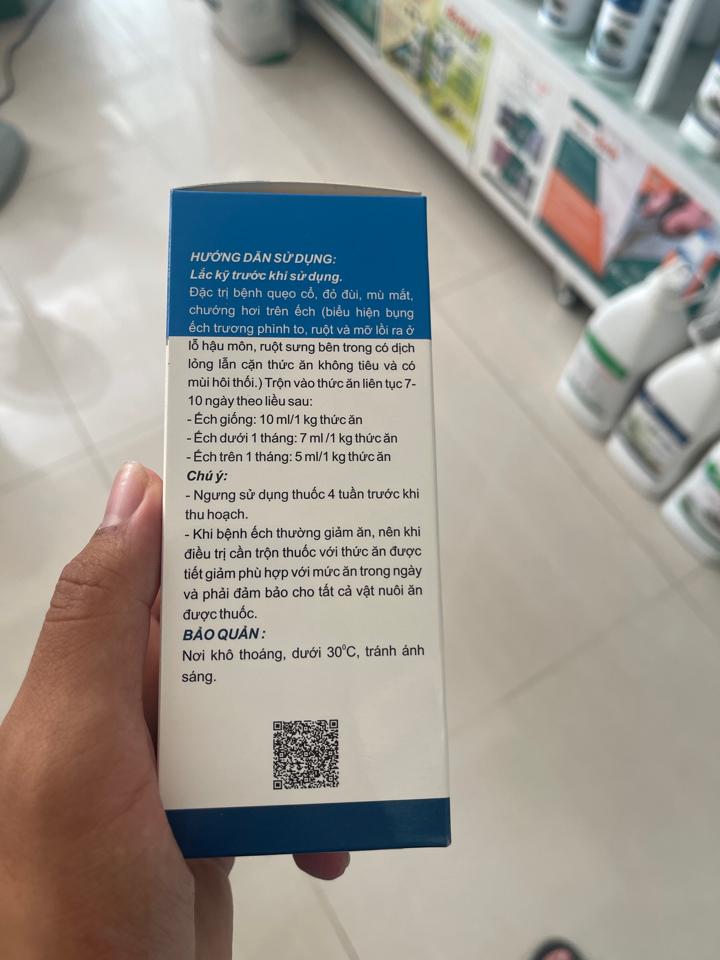 HƯỚNG DẪN SỬ DỤNG:
Lắc kỹ trước khi sử dụng.
Đặc trị bệnh quẹo cổ, đỏ đùi, mù mắt,
chướng hơi trên ếch (biểu hiện bụng
ếch trương phình to, ruột và mỡ lồi ra ở
lỗ hậu môn, ruột sưng bên trong có dịch
lỏng lẫn cặn thức ăn không tiêu và có
mùi hôi thối.) Trộn vào thức ăn liên tục 7-
10 ngày theo liều sau:
- Ếch giống: 10 ml/1 kg thức ăn
- Ếch dưới 1 tháng: 7 ml /1 kg thức ăn
- Ếch trên 1 tháng: 5 ml/1 kg thức ăn
Chú ý:
- Ngưng sử dụng thuốc 4 tuần trước khi
thu hoạch.
- Khi bệnh ếch thường giảm ăn, nên khi
điều trị cần trộn thuốc với thức ăn được
tiết giảm phù hợp với mức ăn trong ngày
và phải đảm bảo cho tất cả vật nuôi ăn
được thuốc.
BẢO QUẢN :
Nơi khô thoáng, dưới 30⁰C, tránh ánh
sáng.